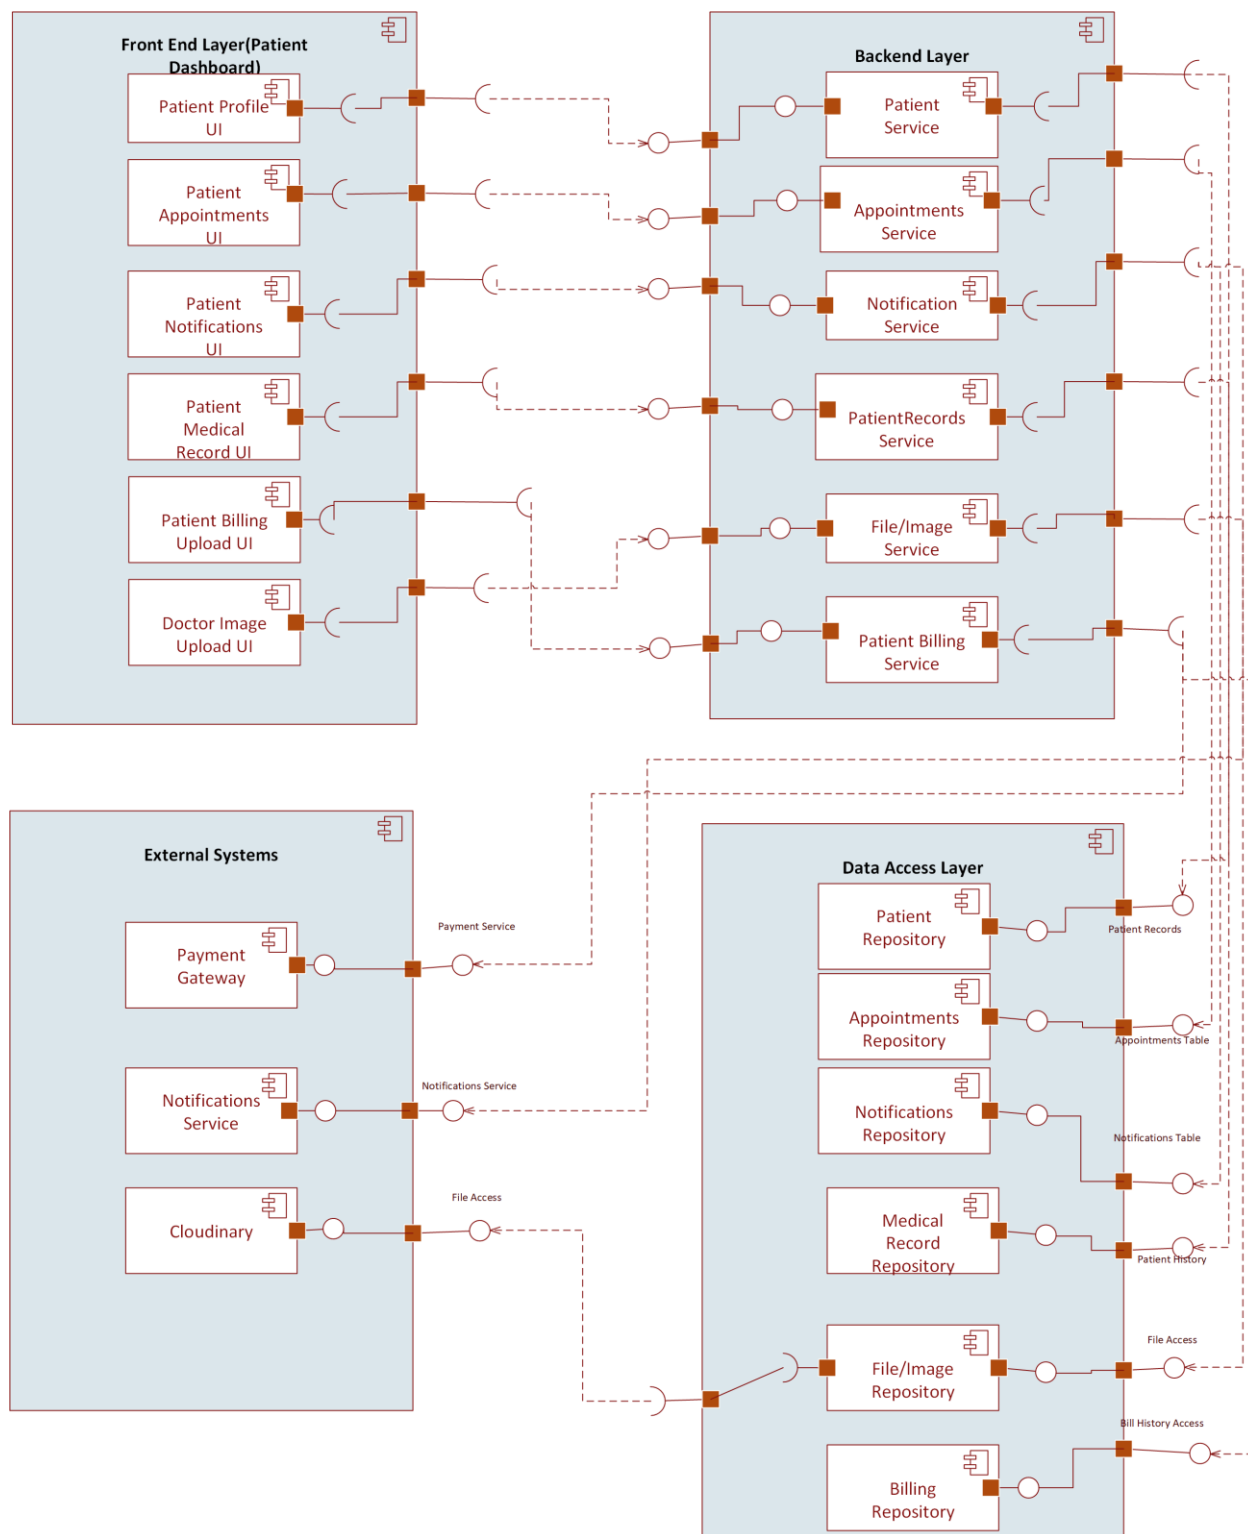 Front End Layer(Patient
Dashboard)
Patient Profile
UI
Patient
Appointments
UI
Patient
Notifications
UI
Patient
Medical
Record UI
Patient Billing
Upload UI
Doctor Image
Upload UI
Backend Layer
Patient
Service
Appointments
Service
Notification
Service
PatientRecords
Service
File/Image
Service
Patient Billing
Service
External Systems
Payment
Gateway
Payment Service
Notifications
Service
Notifications Service
Cloudinary
File Access
Data Access Layer
Patient
Repository
Patient Records
Appointments
Repository
Appointments Table
Notifications
Repository
Notifications Table
Medical
Record
Repository
Patient History
File/Image
Repository
File Access
Bill History Access
Billing
Repository